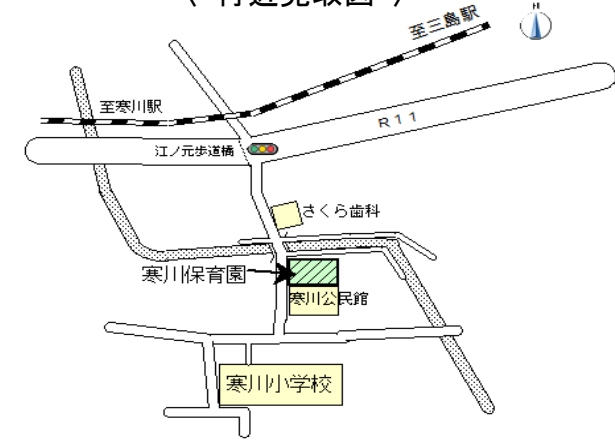 (付近見取図)
N
至三島駅
至寒川駅
R11
江ノ元歩道橋
さくら歯科
寒川保育園
寒川公民館
寒川小学校